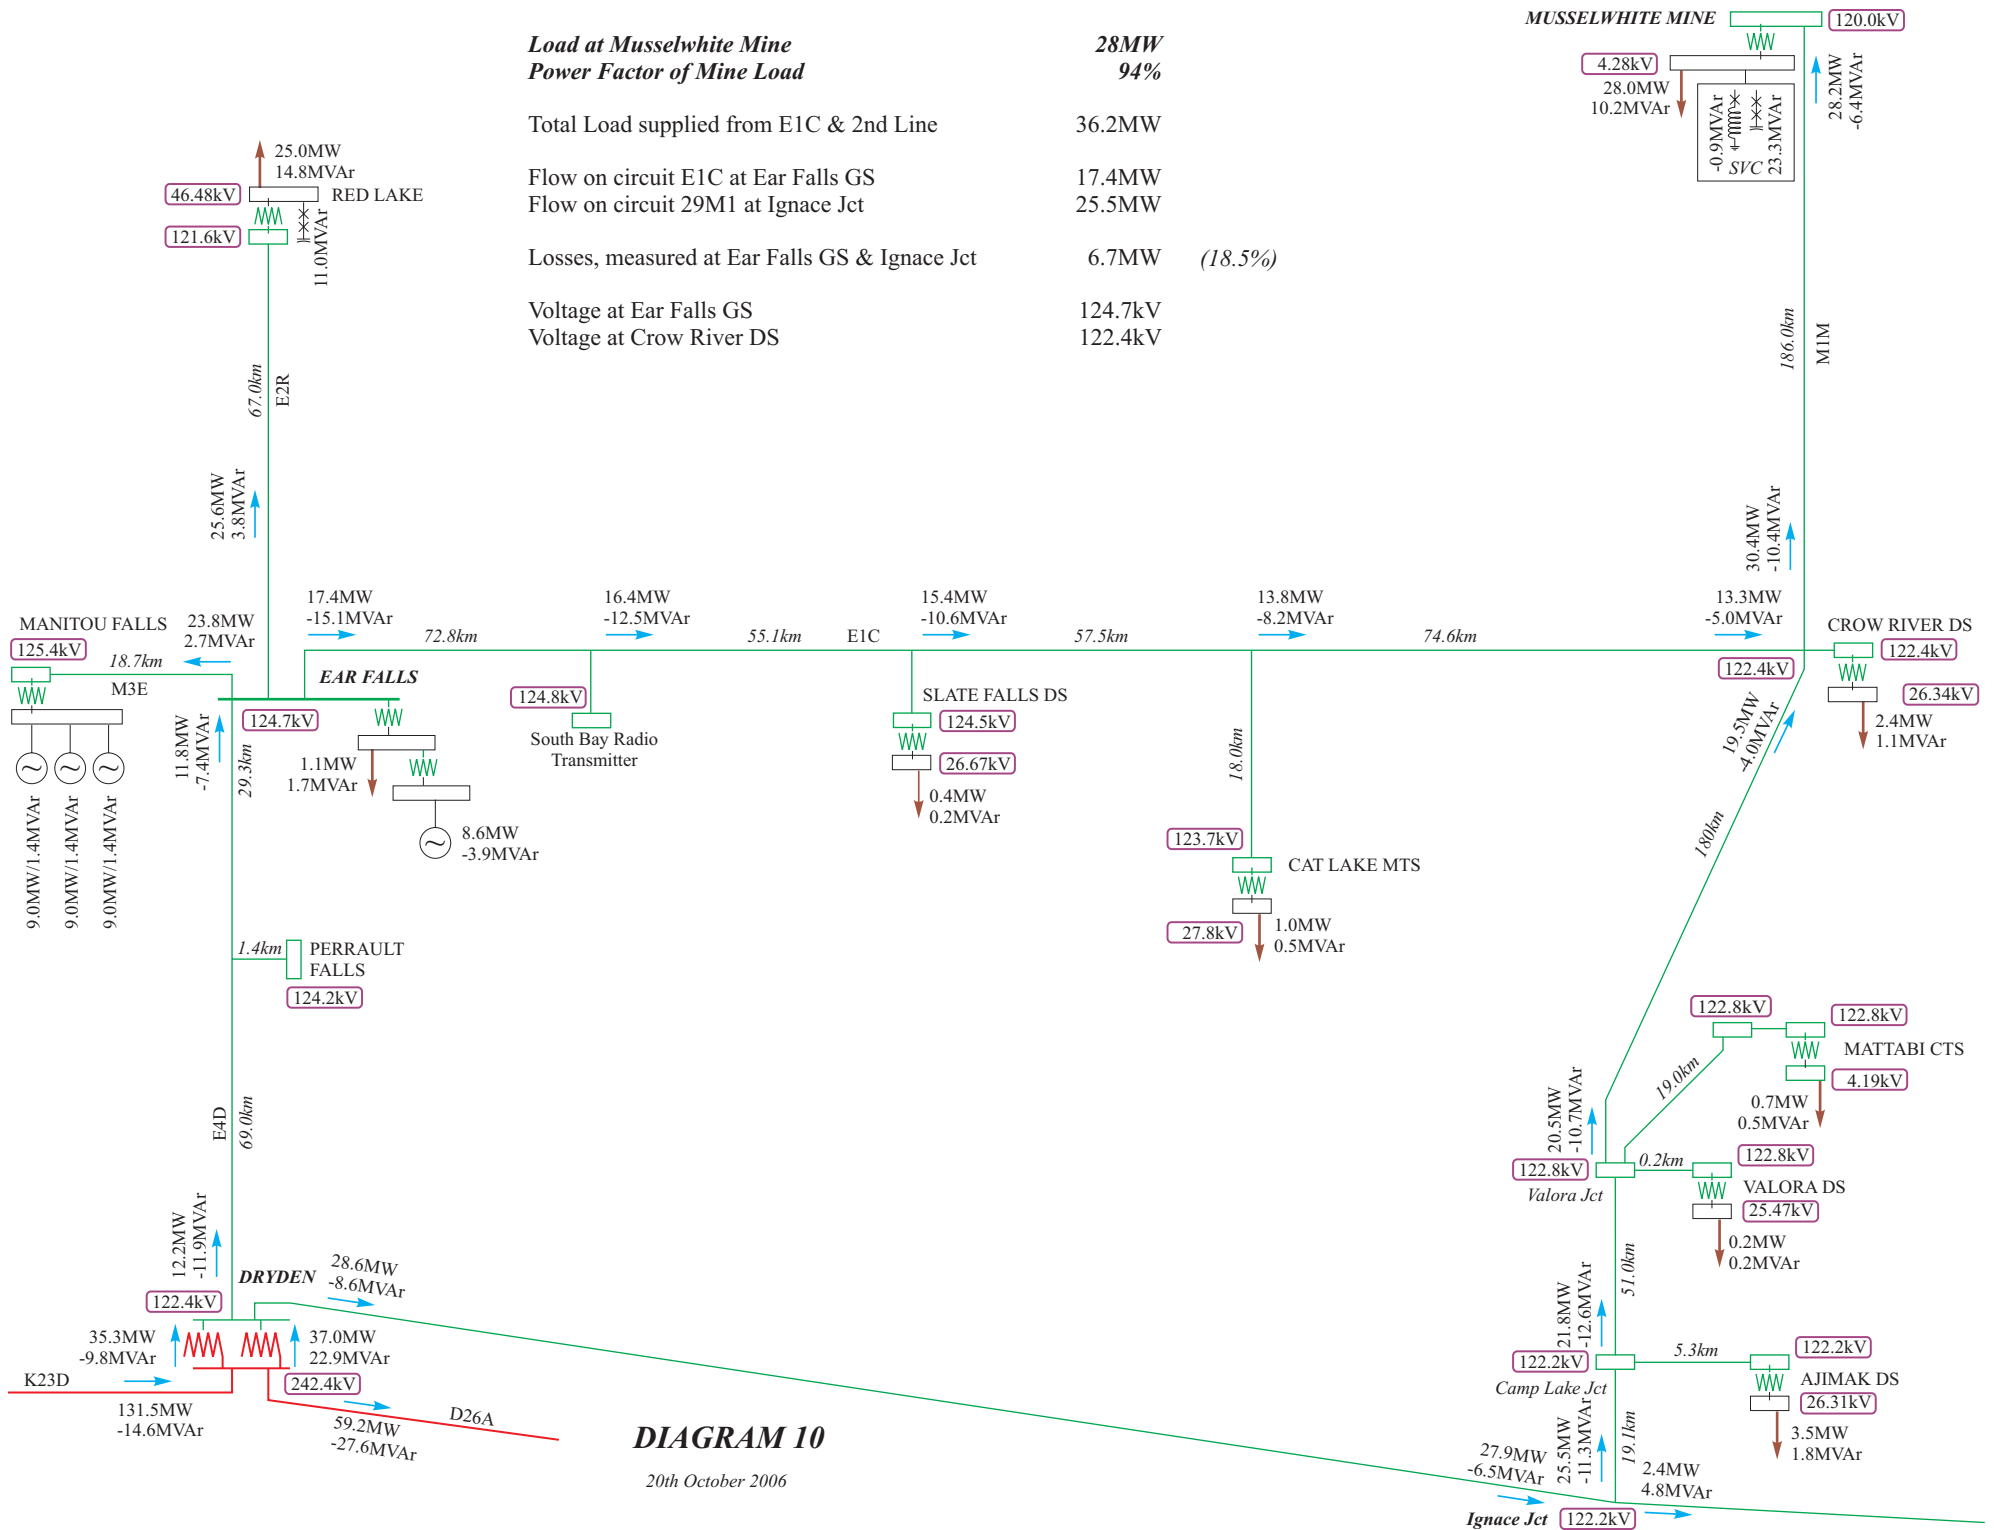 MUSSELWHITE MINE
120.0kV
4.28kV
28.0MW
10.2MVAr
-0.9MVAr
23.3MVAr
SVC
28.2MW
-6.4MVAr
Load at Musselwhite Mine 28MW
Power Factor of Mine Load 94%
Total Load supplied from E1C & 2nd Line 36.2MW
Flow on circuit E1C at Ear Falls GS 17.4MW
Flow on circuit 29M1 at Ignace Jct 25.5MW
Losses, measured at Ear Falls GS & Ignace Jct 6.7MW (18.5%)
Voltage at Ear Falls GS 124.7kV
Voltage at Crow River DS 122.4kV
25.0MW
14.8MVAr
46.48kV
RED LAKE
121.6kV
11.0MVAr
67.0km
E2R
186.0km
M1M
25.6MW
3.8MVAr
30.4MW
-10.4MVAr
MANITOU FALLS
125.4kV
23.8MW
2.7MVAr
18.7km
M3E
17.4MW
-15.1MVAr
72.8km
16.4MW
-12.5MVAr
55.1km
E1C
15.4MW
-10.6MVAr
57.5km
13.8MW
-8.2MVAr
74.6km
13.3MW
-5.0MVAr
CROW RIVER DS
122.4kV
122.4kV
26.34kV
2.4MW
1.1MVAr
EAR FALLS
124.7kV
11.8MW
-7.4MVAr
29.3km
1.1MW
1.7MVAr
8.6MW
-3.9MVAr
9.0MW/1.4MVAr
9.0MW/1.4MVAr
9.0MW/1.4MVAr
124.8kV
South Bay Radio
Transmitter
SLATE FALLS DS
124.5kV
26.67kV
0.4MW
0.2MVAr
18.0km
123.7kV
CAT LAKE MTS
27.8kV
1.0MW
0.5MVAr
19.5MW
-4.0MVAr
180km
1.4km
PERRAULT
FALLS
124.2kV
E4D
69.0km
122.8kV
122.8kV
MATTABI CTS
4.19kV
19.0km
0.7MW
0.5MVAr
20.5MW
-10.7MVAr
122.8kV
Valora Jct
0.2km
122.8kV
VALORA DS
25.47kV
0.2MW
0.2MVAr
51.0km
21.8MW
-12.6MVAr
122.2kV
Camp Lake Jct
5.3km
122.2kV
AJIMAK DS
26.31kV
3.5MW
1.8MVAr
12.2MW
-11.9MVAr
DRYDEN
122.4kV
28.6MW
-8.6MVAr
35.3MW
-9.8MVAr
37.0MW
22.9MVAr
K23D
242.4kV
131.5MW
-14.6MVAr
59.2MW
-27.6MVAr
D26A
DIAGRAM 10
20th October 2006
27.9MW
-6.5MVAr
25.5MW
-11.3MVAr
19.1km
2.4MW
4.8MVAr
Ignace Jct
122.2kV